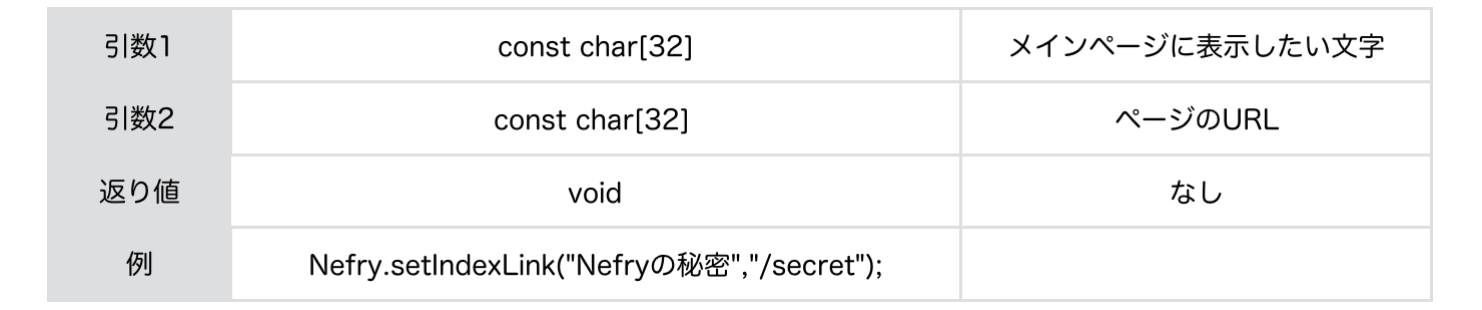 引数1 const char[32] メインページに表示したい文字
引数2 const char[32] ページのURL
返り値 void なし
例 Nefry.setIndexLink("Nefryの秘密","/secret");